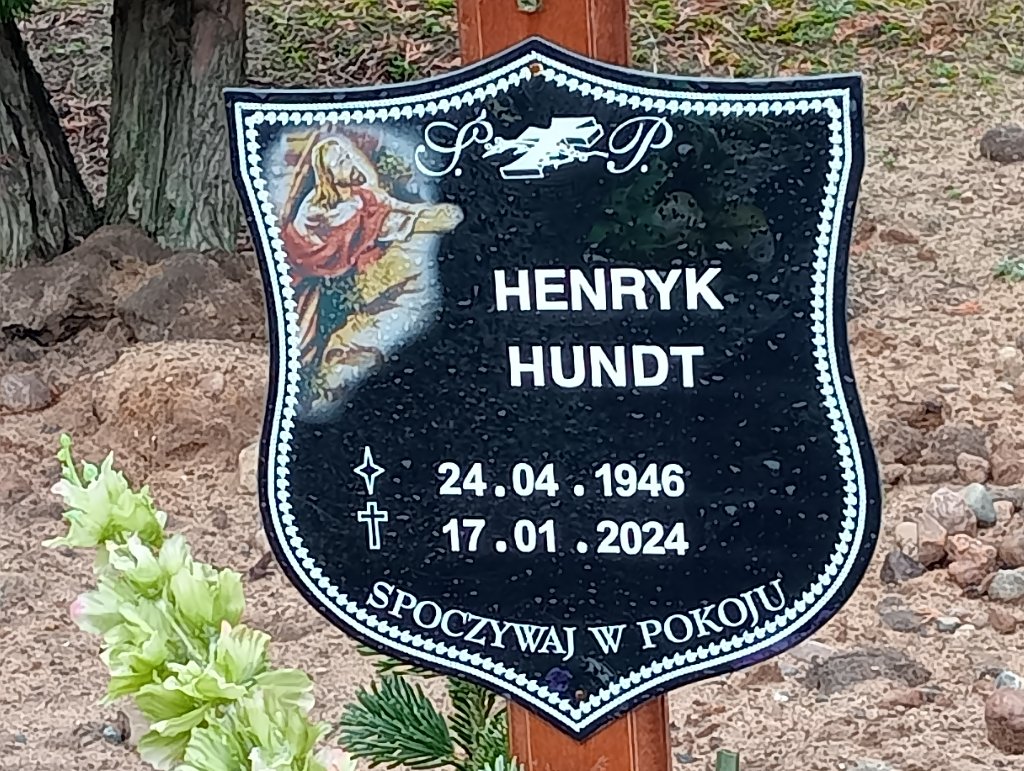 Ś. P.
HENRYK
HUNDT
24.04.1946
17.01.2024
SPOCZYWAJ W POKOJU